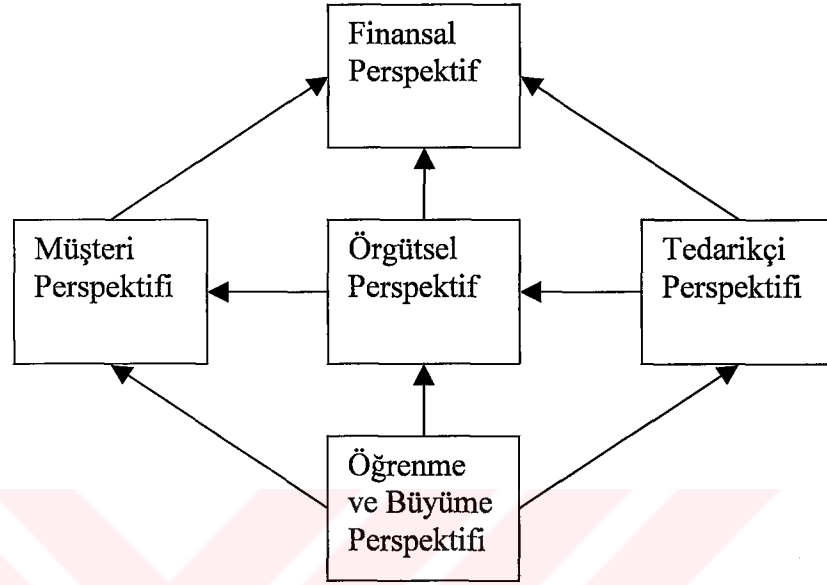 Finansal
Perspektif
Müşteri
Perspektifi
Örgütsel
Perspektif
Tedarikçi
Perspektifi
Öğrenme
ve Büyüme
Perspektifi